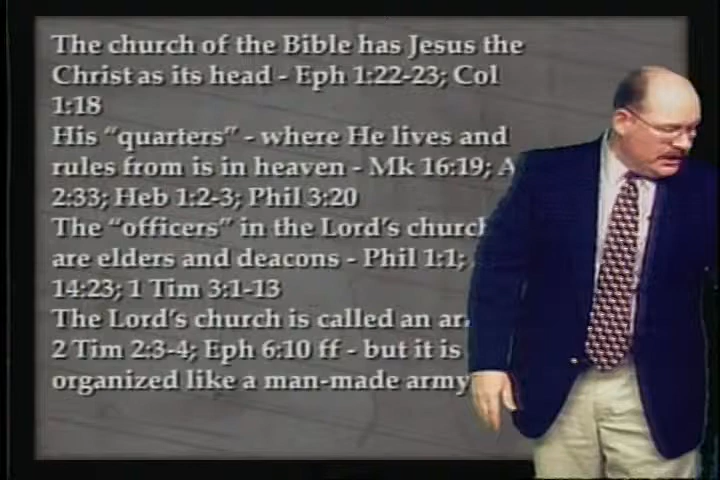 The church of the Bible has Jesus the
Christ as its head - Eph 1:22-23; Col
1:18
His “quarters” - where He lives and
rules from is in heaven - Mk 16:19; A
2:33; Heb 1:2-3; Phil 3:20
The “officers” in the Lord’s church
are elders and deacons - Phil 1:1;
14:23; 1 Tim 3:1-13
The Lord’s church is called an
2 Tim 2:3-4; Eph 6:10 ff - but it is
organized like a man-made army